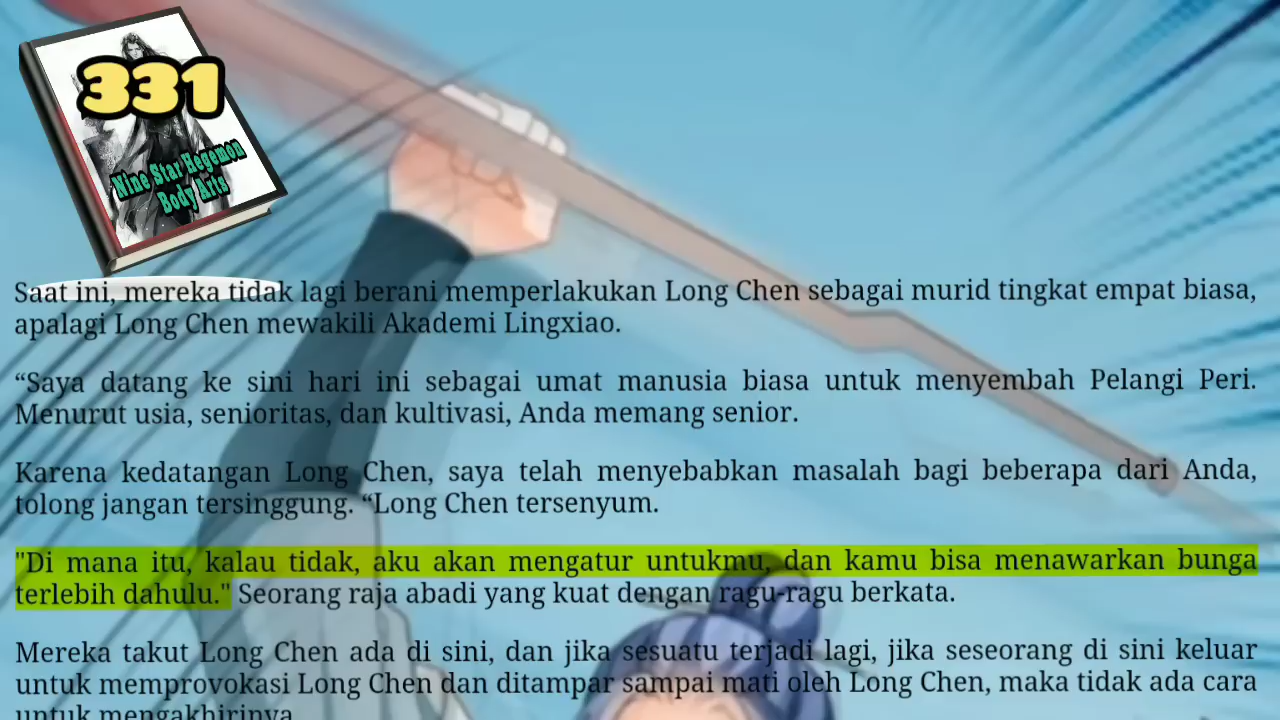 331
Nine Star Hegemon
Body Arts
Saat ini, mereka tidak lagi berani memperlakukan Long Chen sebagai murid tingkat empat biasa,
apalagi Long Chen mewakili Akademi Lingxiao.
“Saya datang ke sini hari ini sebagai umat manusia biasa untuk menyembah Pelangi Peri.
Menurut usia, senioritas, dan kultivasi, Anda memang senior.
Karena kedatangan Long Chen, saya telah menyebabkan masalah bagi beberapa dari Anda,
tolong jangan tersinggung. “Long Chen tersenyum.
"Di mana itu, kalau tidak, aku akan mengatur untukmu, dan kamu bisa menawarkan bunga
terlebih dahulu." Seorang raja abadi yang kuat dengan ragu-ragu berkata.
Mereka takut Long Chen ada di sini, dan jika sesuatu terjadi lagi, jika seseorang di sini keluar
untuk memprovokasi Long Chen dan ditampar sampai mati oleh Long Chen, maka tidak ada cara
untuk mengakhirinya